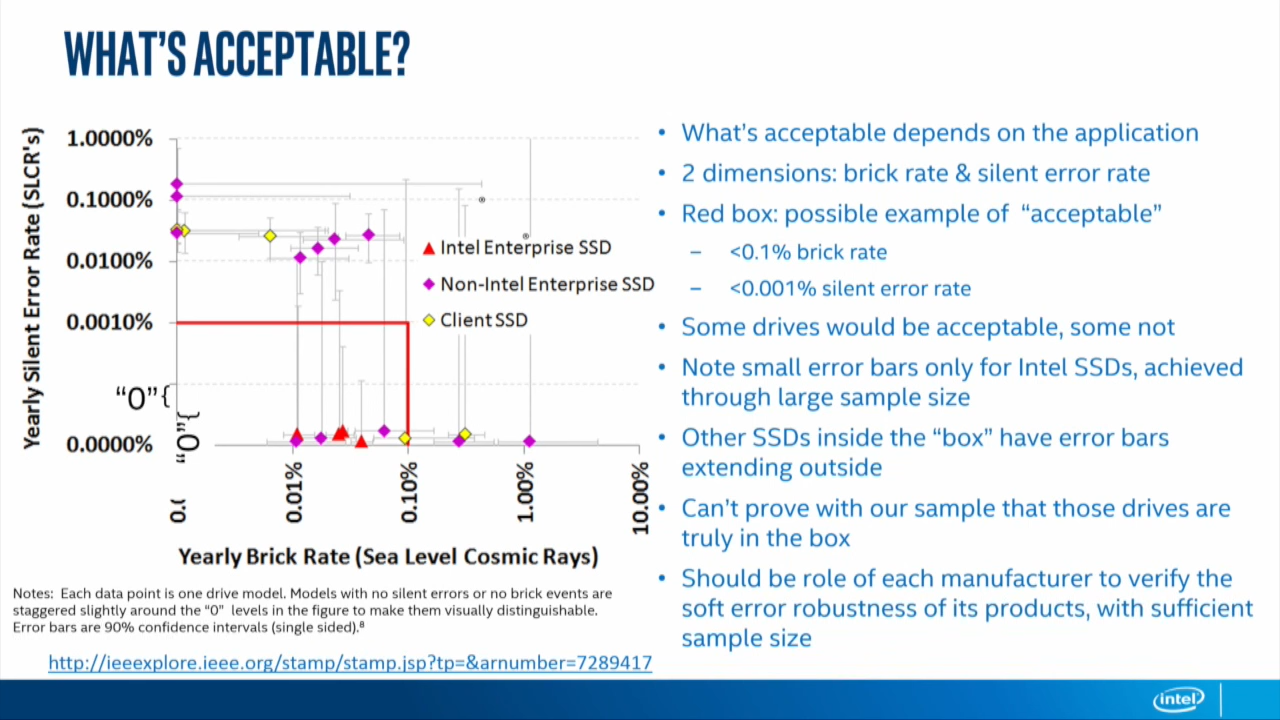 WHAT'S ACCEPTABLE?
Yearly Silent Error Rate (SLCR's)
1.0000%
0.1000%
0.0100%
0.0010%
"0"{
0.0000%
"0"{
0.01%
0.10%
1.00%
10.00%
Yearly Brick Rate (Sea Level Cosmic Rays)
®
®
Intel Enterprise SSD
Non-Intel Enterprise SSD
Client SSD
Notes: Each data point is one drive model. Models with no silent errors or no brick events are
staggered slightly around the "0" levels in the figure to make them visually distinguishable.
Error bars are 90% confidence intervals (single sided).⁸
http://ieeexplore.ieee.org/stamp/stamp.jsp?tp=&arnumber=7289417
• What's acceptable depends on the application
• 2 dimensions: brick rate & silent error rate
• Red box: possible example of "acceptable"
– <0.1% brick rate
– <0.001% silent error rate
• Some drives would be acceptable, some not
• Note small error bars only for Intel SSDs, achieved
through large sample size
• Other SSDs inside the "box" have error bars
extending outside
• Can't prove with our sample that those drives are
truly in the box
• Should be role of each manufacturer to verify the
soft error robustness of its products, with sufficient
sample size
intel